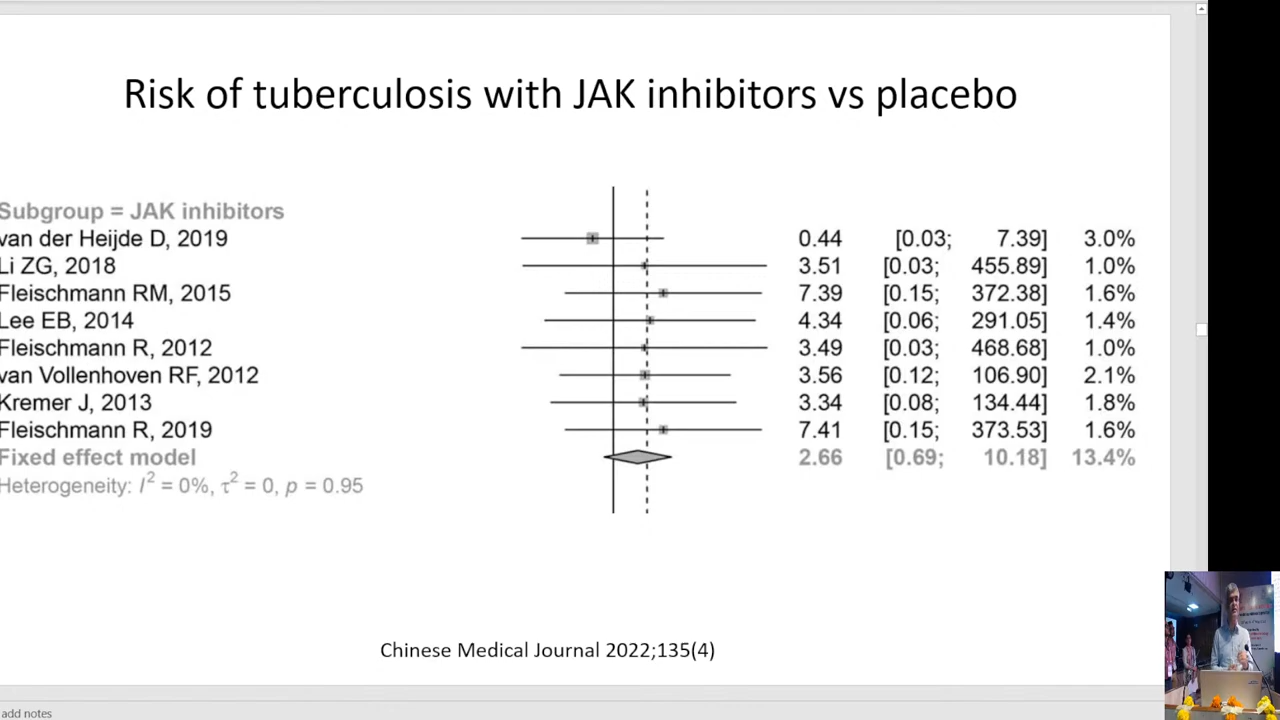 Risk of tuberculosis with JAK inhibitors vs placebo
Subgroup = JAK inhibitors
van der Heijde D, 2019 0.44 [0.03; 7.39] 3.0%
Li ZG, 2018 3.51 [0.03; 455.89] 1.0%
Fleischmann RM, 2015 7.39 [0.15; 372.38] 1.6%
Lee EB, 2014 4.34 [0.06; 291.05] 1.4%
Fleischmann R, 2012 3.49 [0.03; 468.68] 1.0%
van Vollenhoven RF, 2012 3.56 [0.12; 106.90] 2.1%
Kremer J, 2013 3.34 [0.08; 134.44] 1.8%
Fleischmann R, 2019 7.41 [0.15; 373.53] 1.6%
Fixed effect model 2.66 [0.69; 10.18] 13.4%
Heterogeneity: I² = 0%, τ² = 0, p = 0.95
Chinese Medical Journal 2022;135(4)
add notes